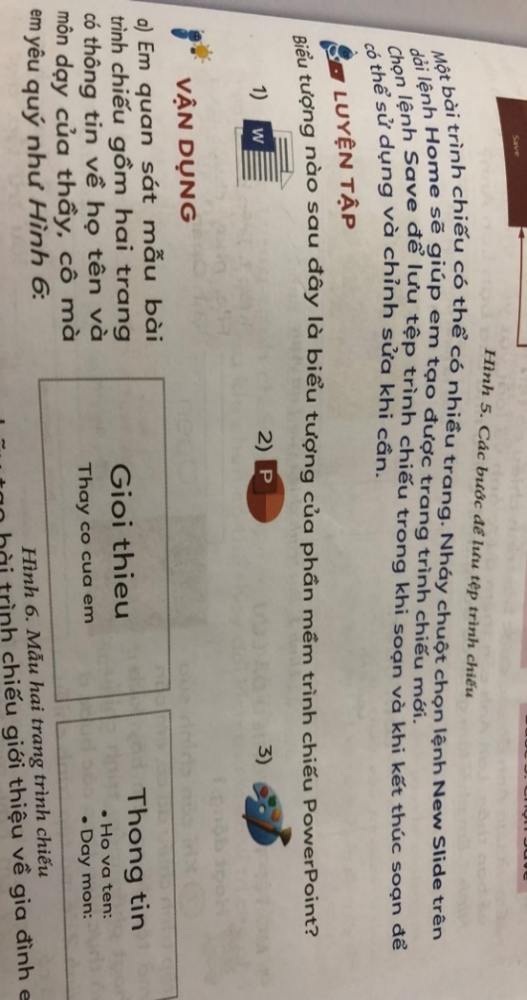 Save
Hình 5. Các bước để lưu tệp trình chiếu
Một bài trình chiếu có thể có nhiều trang. Nháy chuột chọn lệnh New Slide trên
dải lệnh Home sẽ giúp em tạo được trang trình chiếu mới.
Chọn lệnh Save để lưu tệp trình chiếu trong khi soạn và khi kết thúc soạn để
có thể sử dụng và chỉnh sửa khi cần.
LUYỆN TẬP
Biểu tượng nào sau đây là biểu tượng của phần mềm trình chiếu PowerPoint?
1) W
2) P
3)
VẬN DỤNG
a) Em quan sát mẫu bài
trình chiếu gồm hai trang
có thông tin về họ tên và
môn dạy của thầy, cô mà
em yêu quý như Hình 6:
Gioi thieu
Thay co cua em
Thong tin
• Ho va ten:
• Day mon:
Hình 6. Mẫu hai trang trình chiếu
bài trình chiếu giới thiệu về gia đình e